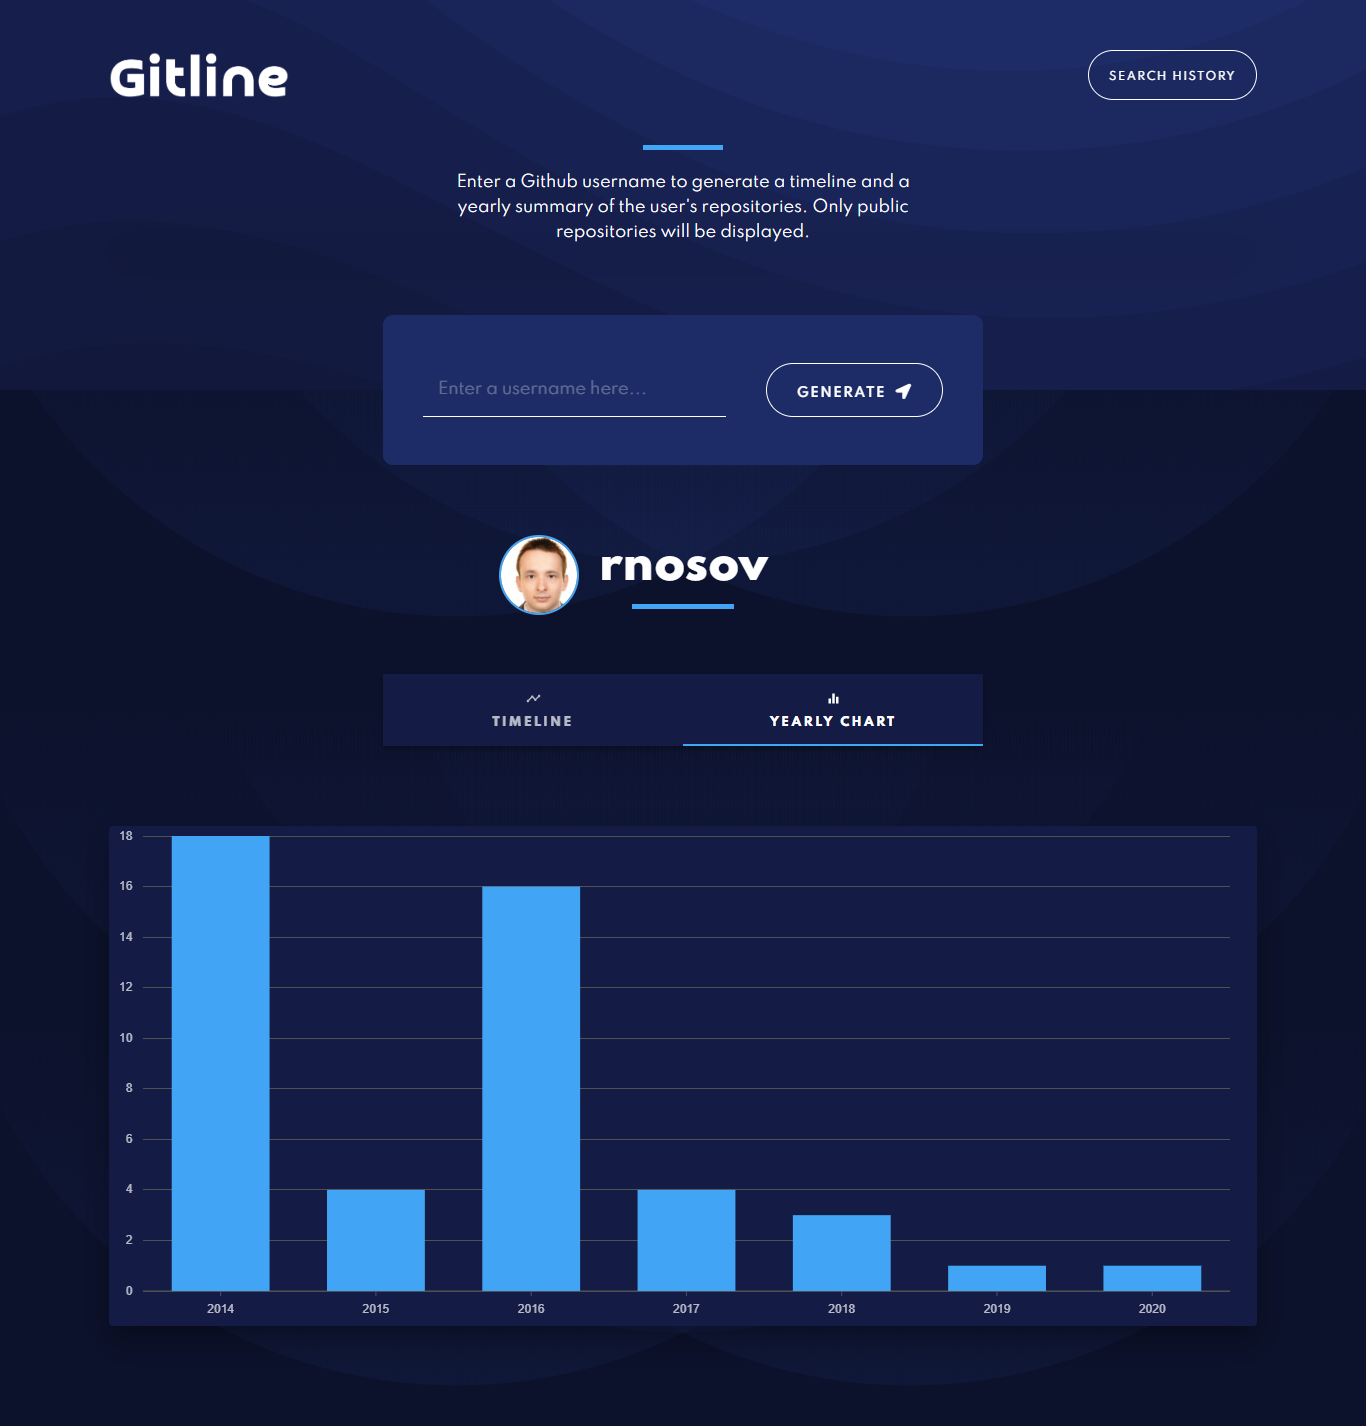 Gitline
SEARCH HISTORY
Enter a Github username to generate a timeline and a
yearly summary of the user's repositories. Only public
repositories will be displayed.
Enter a username here...
GENERATE
rnosov
TIMELINE
YEARLY CHART
18
16
14
12
10
8
6
4
2
0
2014 2015 2016 2017 2018 2019 2020